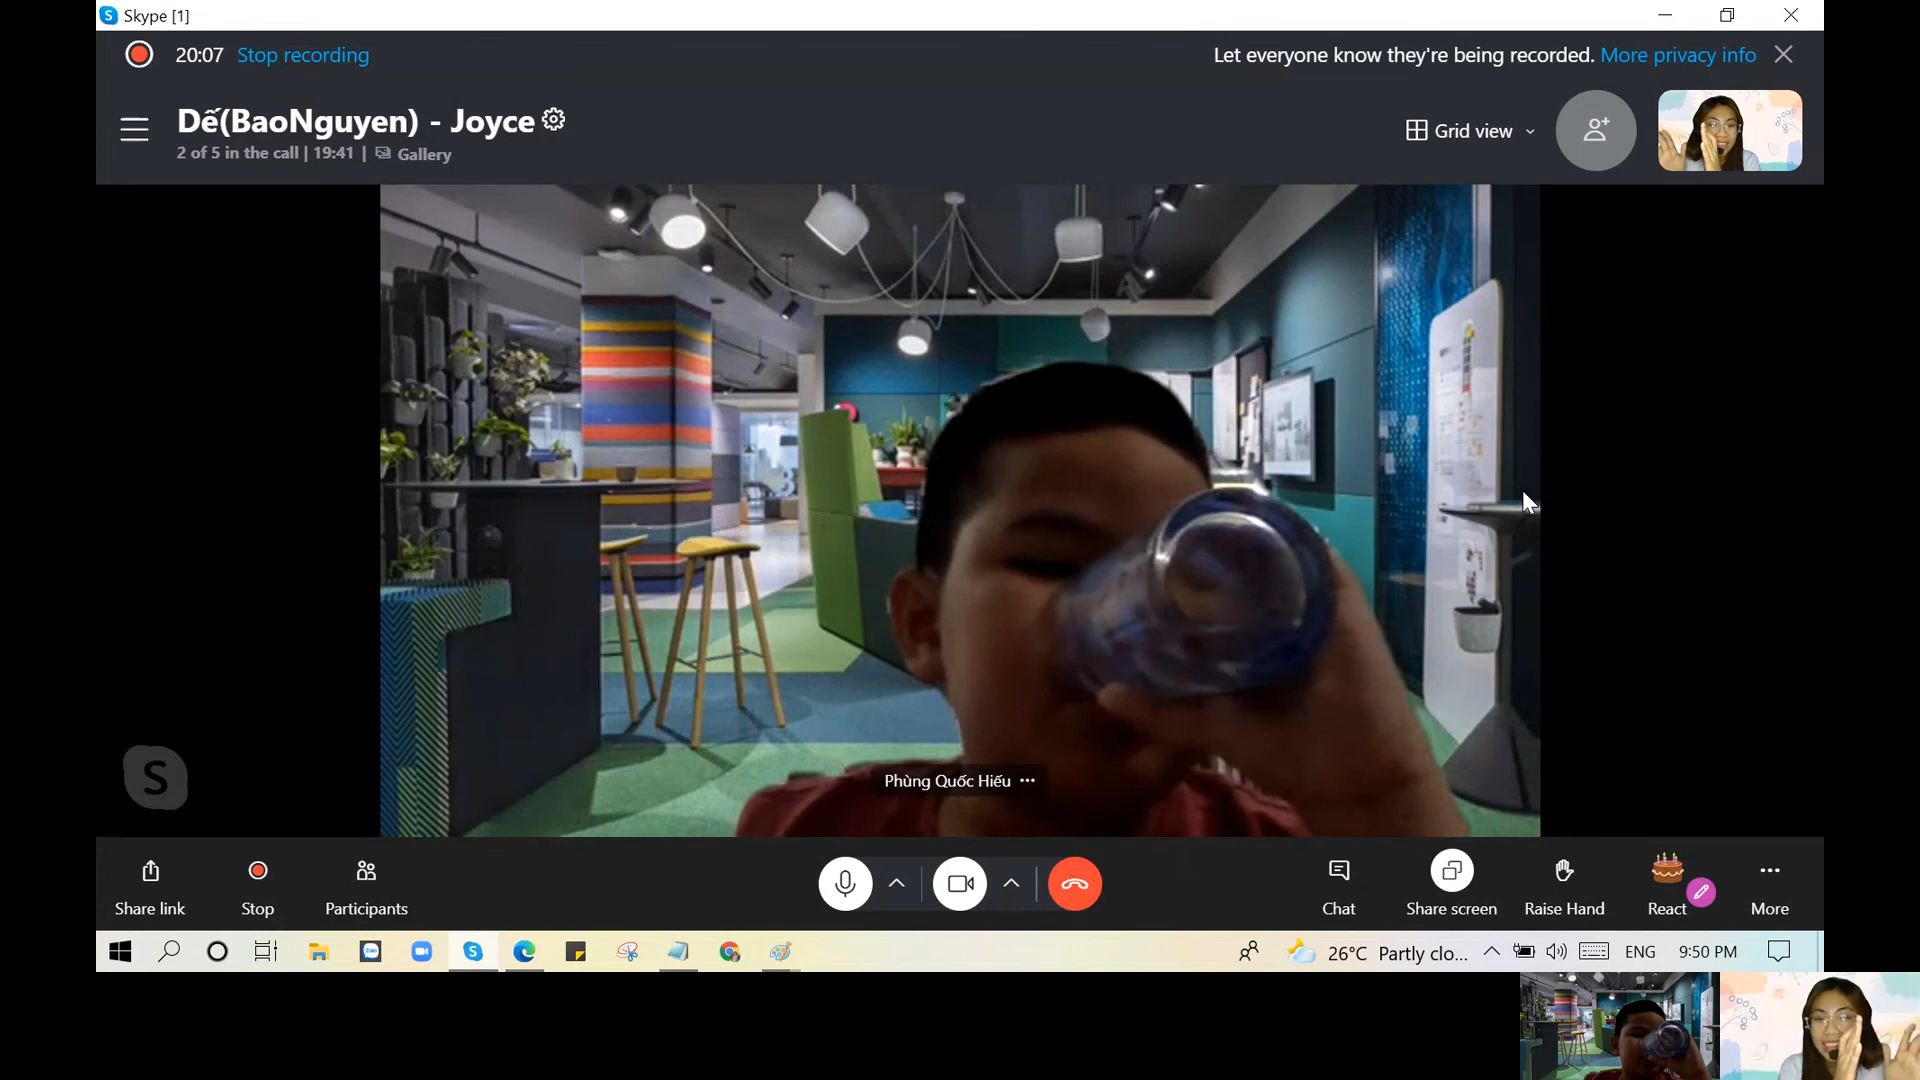 Skype [1]
20:07 Stop recording
Let everyone know they're being recorded. More privacy info
Dế(BaoNguyen) - Joyce
2 of 5 in the call | 19:41 | Gallery
Grid view
Phùng Quốc Hiếu
Share link
Stop
Participants
Chat
Share screen
Raise Hand
React
More
26°C Partly clo...
ENG
9:50 PM